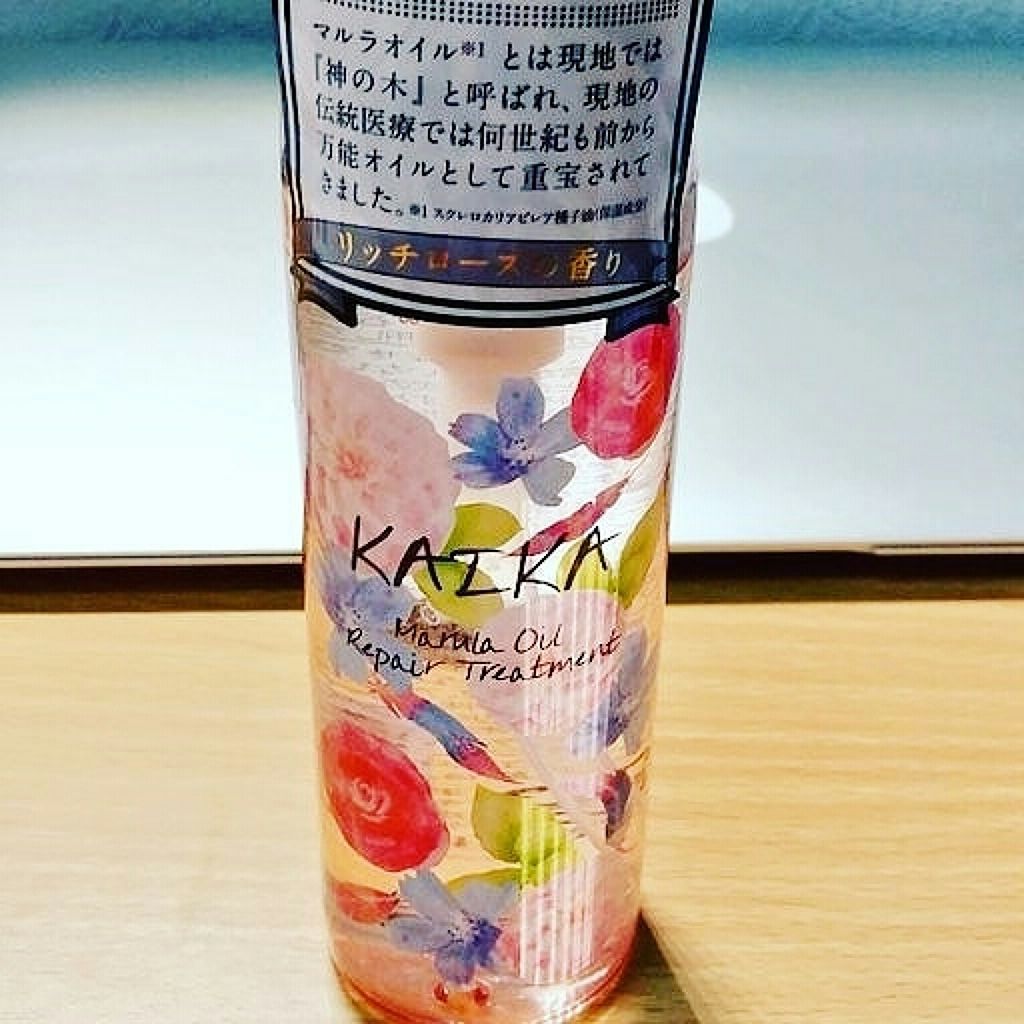 マルラオイル※1 とは現地では
『神の木』と呼ばれ、現地の
伝統医療では何世紀も前から
万能オイルとして重宝されて
きました。※1 スクレロカリアビレア種子油(保湿成分)
リッチローズの香り
KAIKA
Marula Oil
Repair Treatment